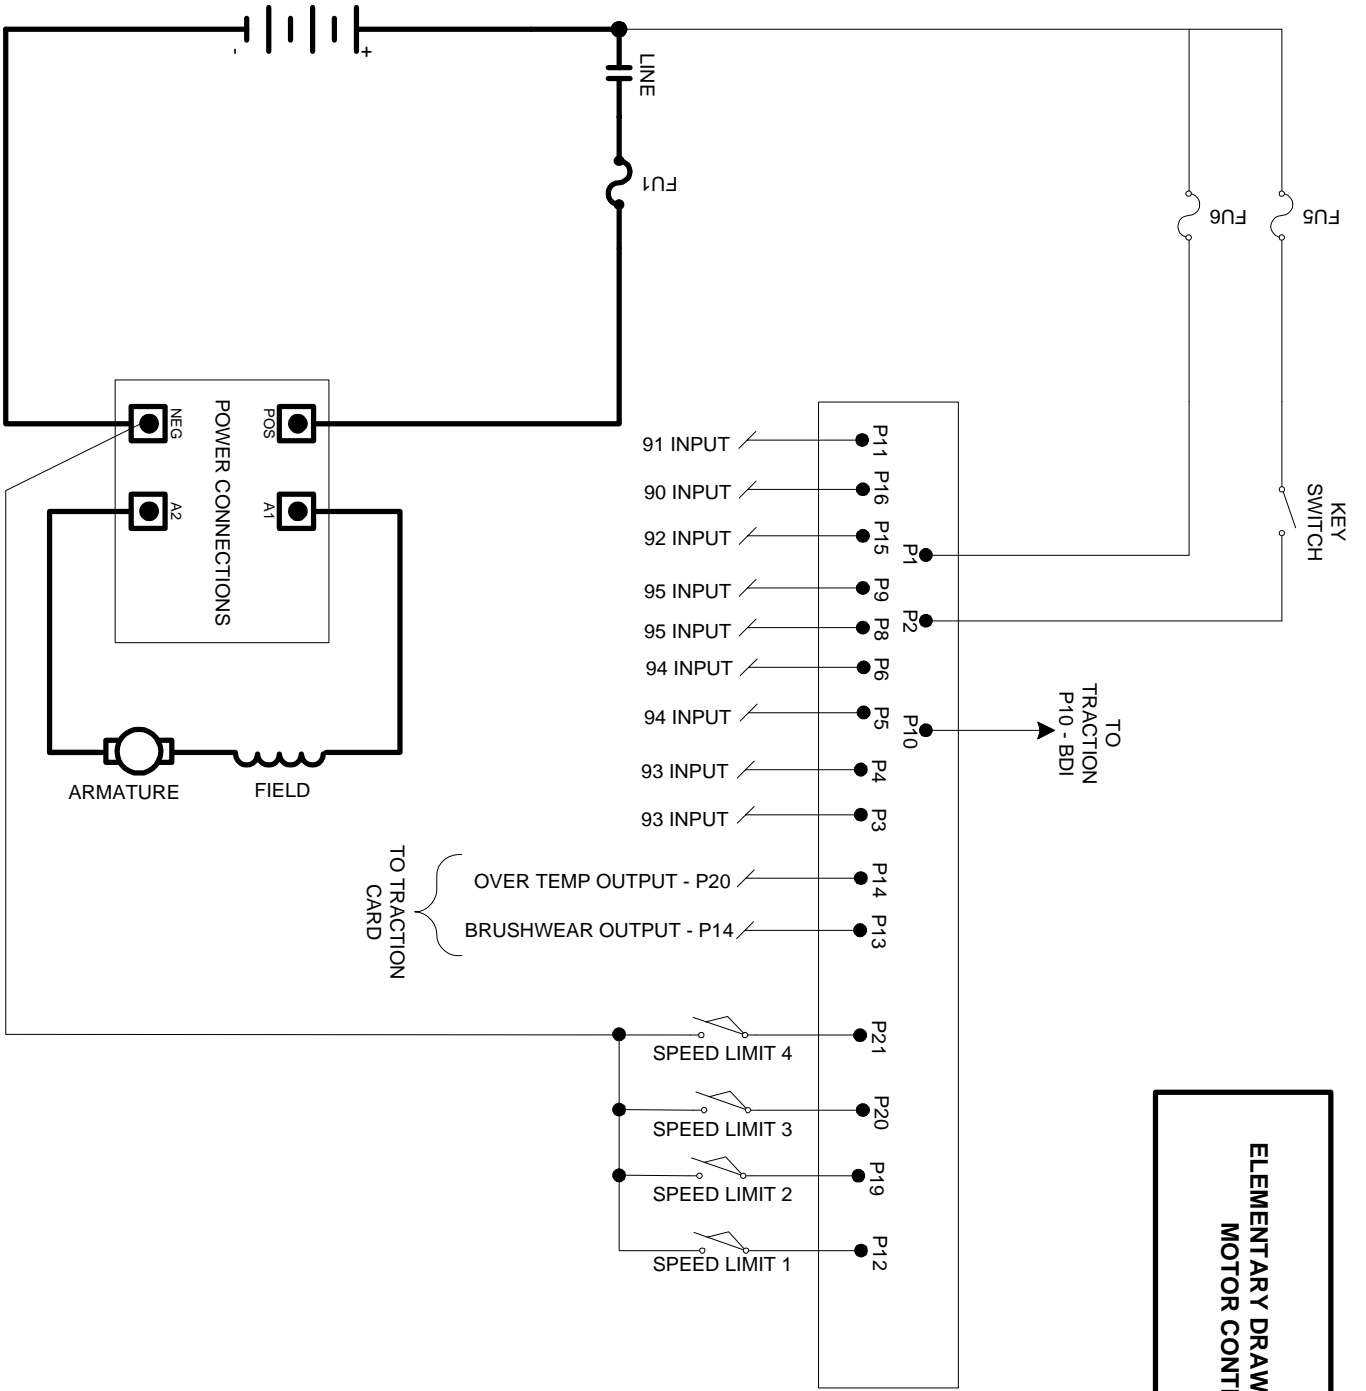 -
+
LINE
FU1
FU6
FU5
KEY
SWITCH
NEG
POS
POWER CONNECTIONS
A2
A1
ARMATURE
FIELD
91 INPUT
P11
90 INPUT
P16
92 INPUT
P15
P1
95 INPUT
P9
95 INPUT
P8
P2
94 INPUT
P6
94 INPUT
P5
P10
TO
TRACTION
P10 - BDI
93 INPUT
P4
93 INPUT
P3
TO TRACTION
CARD
OVER TEMP OUTPUT - P20
P14
BRUSHWEAR OUTPUT - P14
P13
P21
SPEED LIMIT 4
P20
SPEED LIMIT 3
P19
SPEED LIMIT 2
P12
SPEED LIMIT 1
ELEMENTARY DRAW
MOTOR CONT